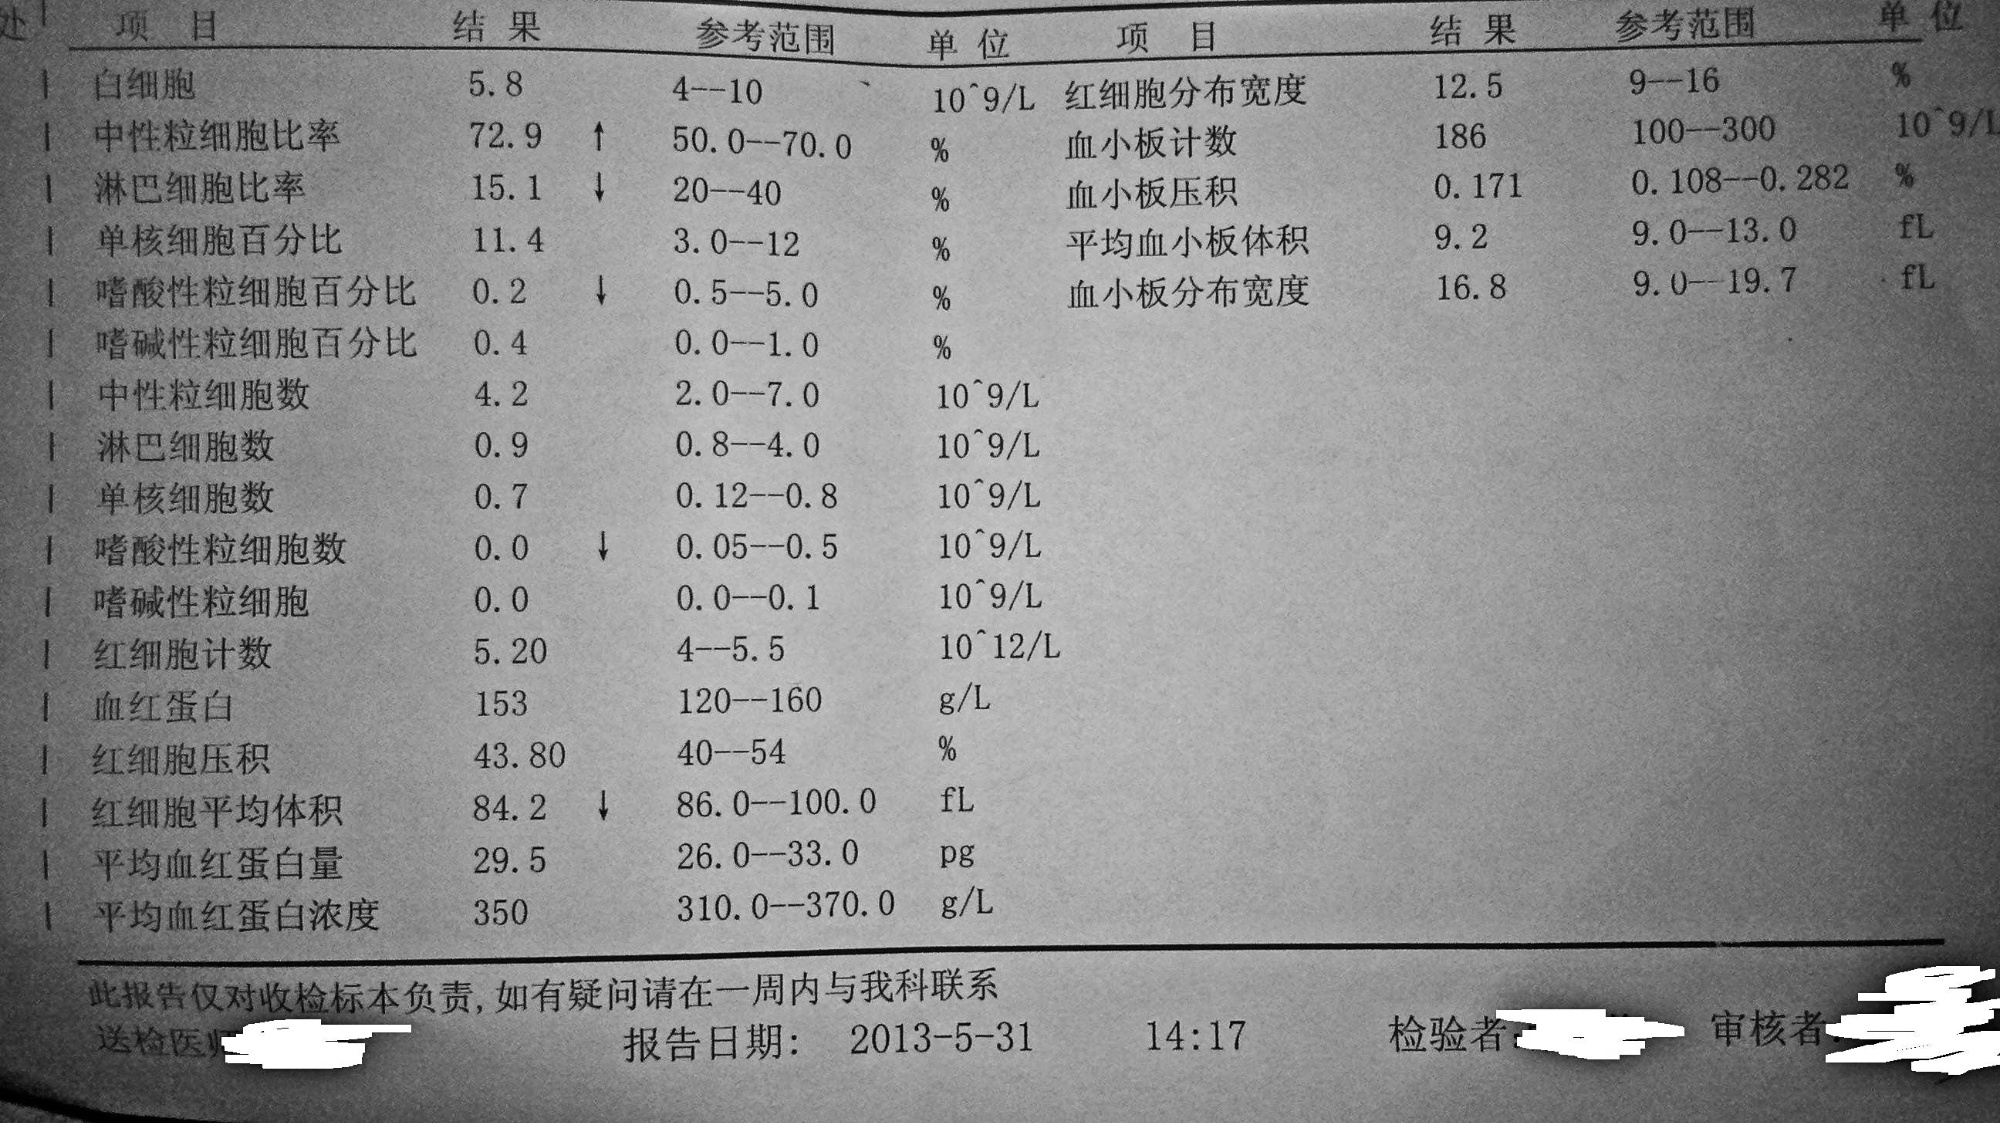 处 项 目 结 果 参考范围 单 位 项 目 结 果 参考范围 单 位
白细胞 5.8 4--10 10^9/L 红细胞分布宽度 12.5 9--16 %
中性粒细胞比率 72.9 ↑ 50.0--70.0 % 血小板计数 186 100--300 10^9/L
淋巴细胞比率 15.1 ↓ 20--40 % 血小板压积 0.171 0.108--0.282 %
单核细胞百分比 11.4 3.0--12 % 平均血小板体积 9.2 9.0--13.0 fL
嗜酸性粒细胞百分比 0.2 ↓ 0.5--5.0 % 血小板分布宽度 16.8 9.0--19.7 fL
嗜碱性粒细胞百分比 0.4 0.0--1.0 %
中性粒细胞数 4.2 2.0--7.0 10^9/L
淋巴细胞数 0.9 0.8--4.0 10^9/L
单核细胞数 0.7 0.12--0.8 10^9/L
嗜酸性粒细胞数 0.0 ↓ 0.05--0.5 10^9/L
嗜碱性粒细胞 0.0 0.0--0.1 10^9/L
红细胞计数 5.20 4--5.5 10^12/L
血红蛋白 153 120--160 g/L
红细胞压积 43.80 40--54 %
红细胞平均体积 84.2 ↓ 86.0--100.0 fL
平均血红蛋白量 29.5 26.0--33.0 pg
平均血红蛋白浓度 350 310.0--370.0 g/L
此报告仅对收检标本负责,如有疑问请在一周内与我科联系
送检医师 报告日期: 2013-5-31 14:17 检验者: 审核者: